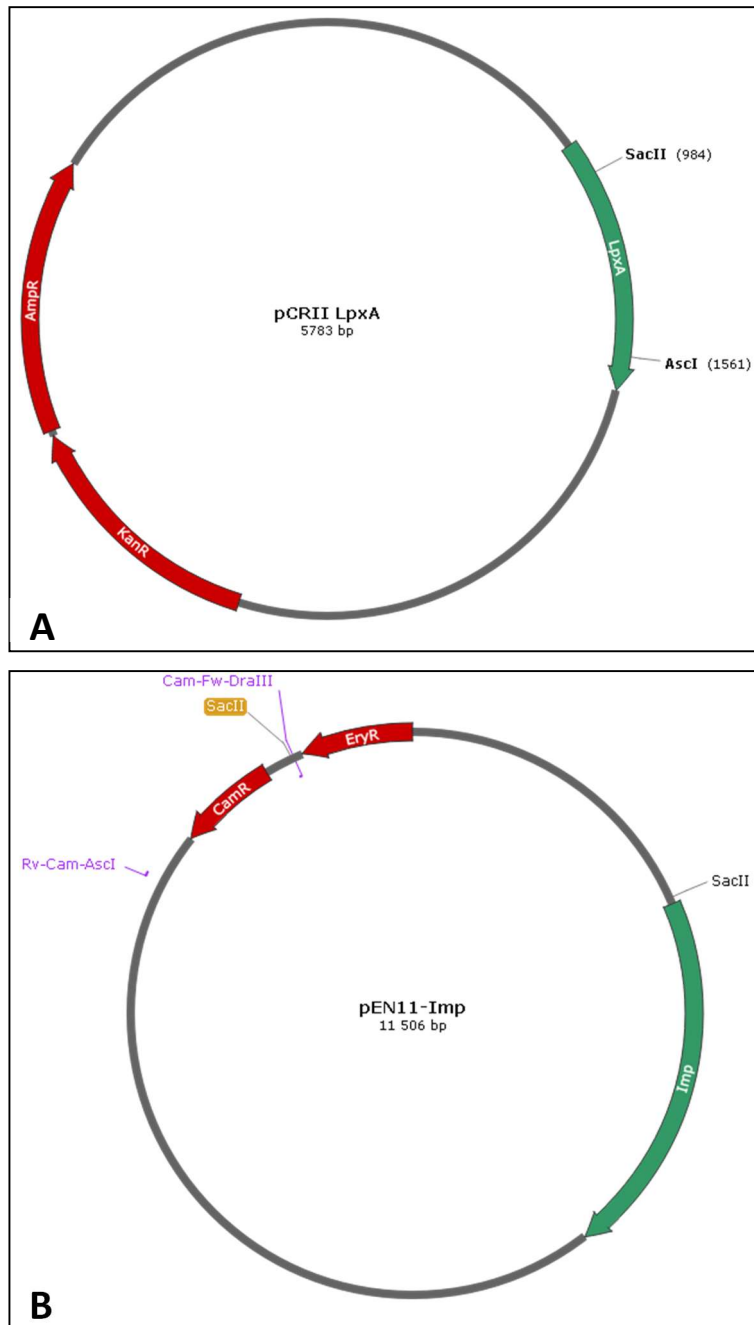 SacII (984)
LpxA
AmpR
pCRII LpxA
5783 bp
AscI (1561)
KanR
A
Cam-Fw-DraIII
SacII
EryR
CamR
Rv-Cam-AscI
SacII
pEN11-Imp
11 506 bp
Imp
B